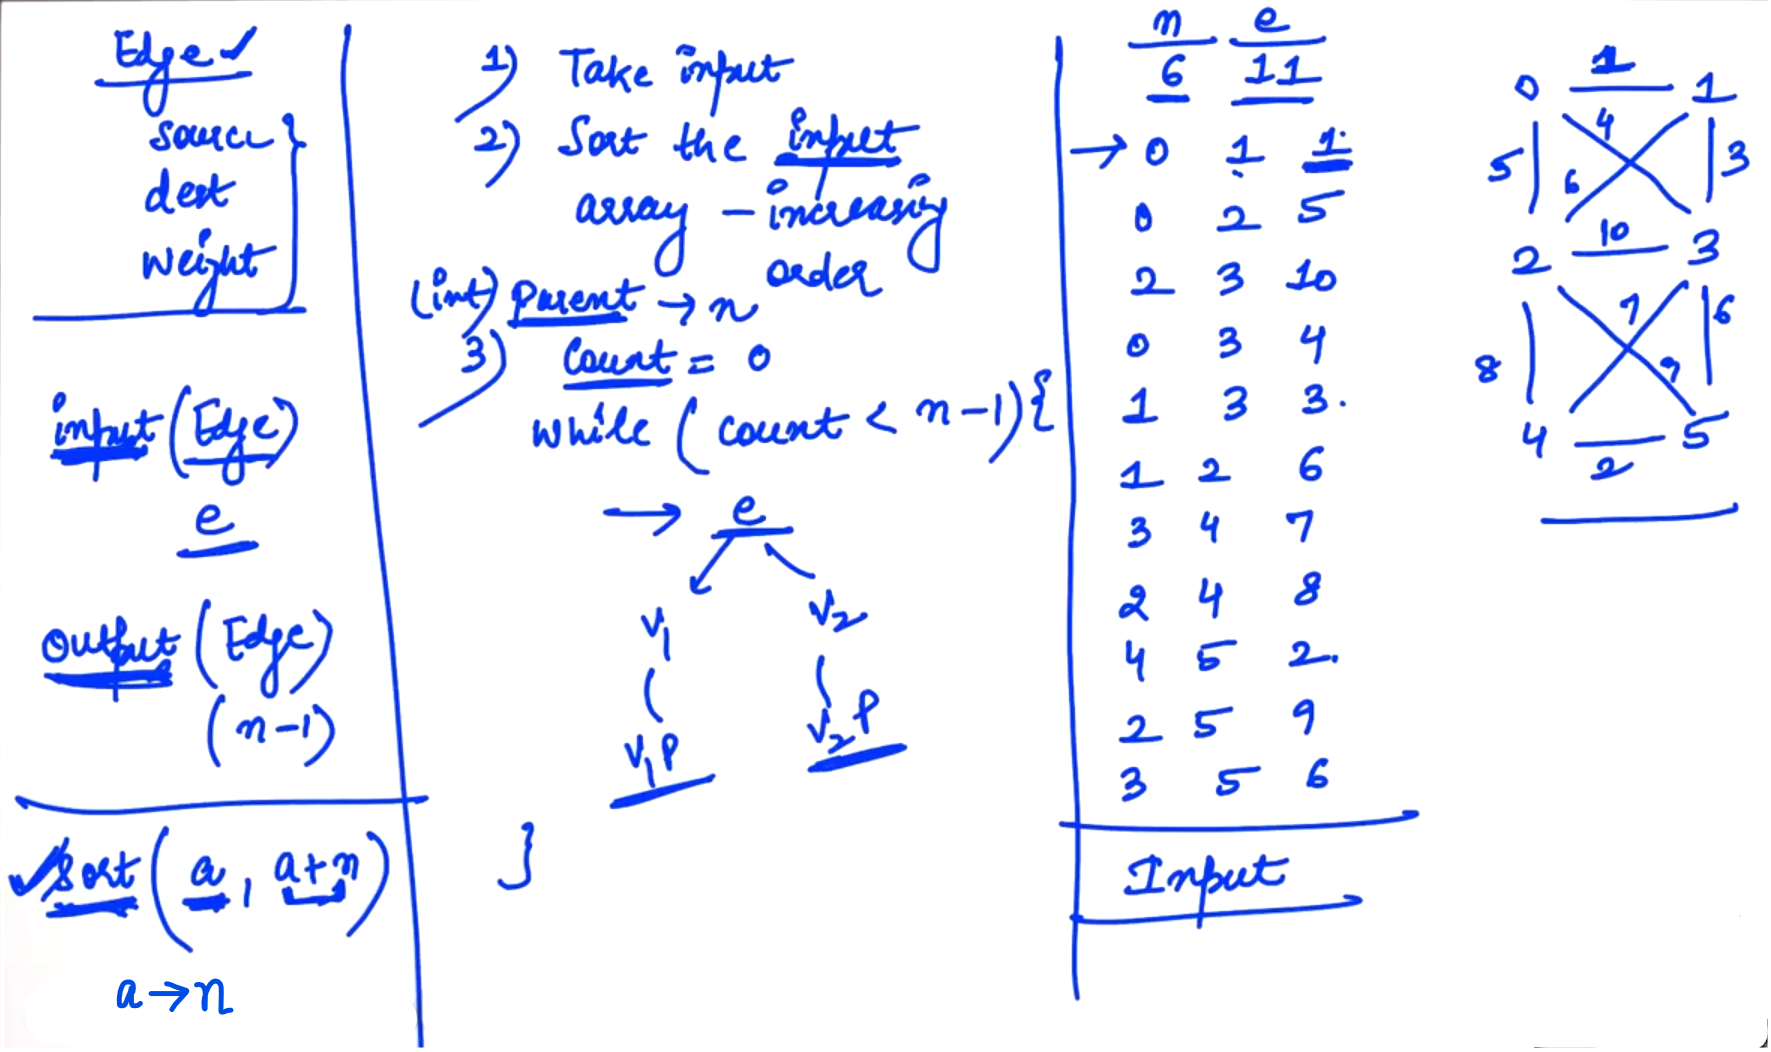 Edge ✓
source
dest
weight
input (Edge)
e
output (Edge)
(n-1)
✓ sort (a, a+n)
a → n
1) Take input
2) Sort the input
array - increasing
order
(int) Parent → n
3) Count = 0
while (count < n-1) {
→ e
v1 v2
v1P v2P
}
n e
6 11
→ 0 1 1
0 2 5
2 3 10
0 3 4
1 3 3
1 2 6
3 4 7
2 4 8
4 5 2
2 5 9
3 5 6
Input
0 1 1
4
5 6 3
2 10 3
7 6
8 9
4 5
2